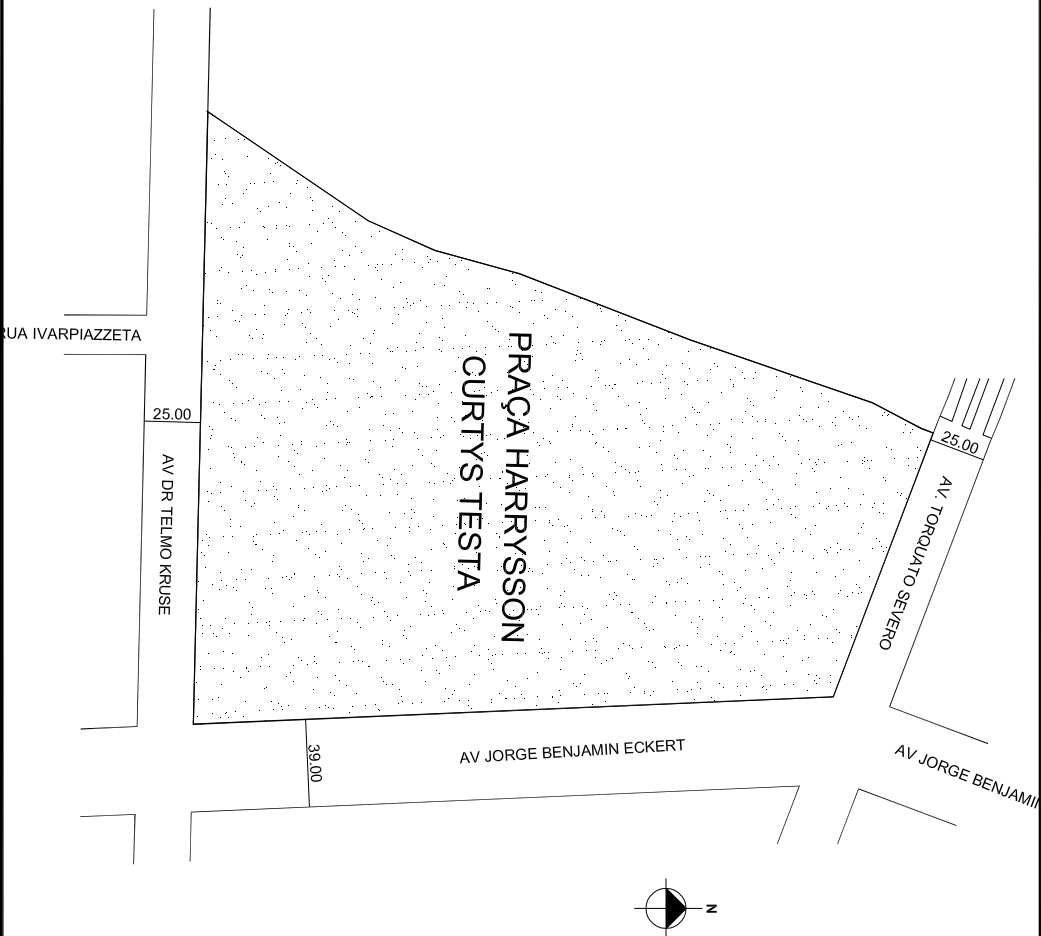 RUA IVARPIAZZETA
25.00
AV DR TELMO KRUSE
PRAÇA HARRYSSON
CURTYS TESTA
25.00
AV. TORQUATO SEVERO
39.00
AV JORGE BENJAMIN ECKERT
AV JORGE BENJAMI
N